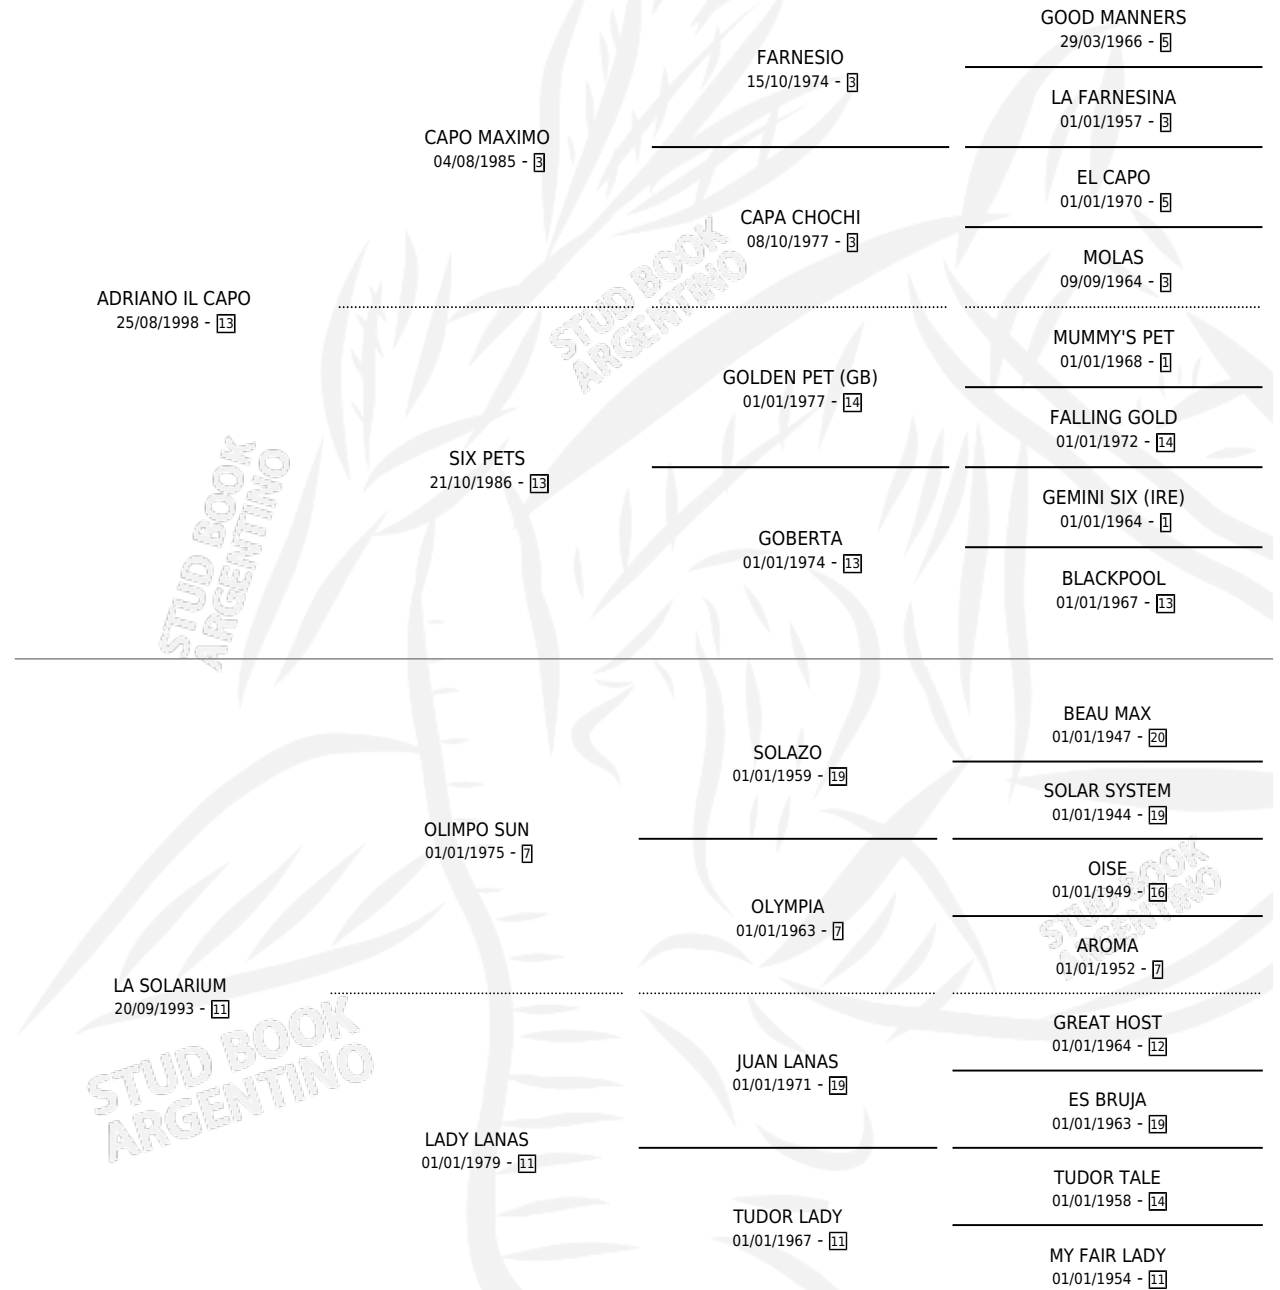 GOOD MANNERS
29/03/1966 - 5
FARNESIO
15/10/1974 - 3
LA FARNESINA
01/01/1957 - 3
CAPO MAXIMO
04/08/1985 - 3
EL CAPO
01/01/1970 - 5
CAPA CHOCHI
08/10/1977 - 3
MOLAS
09/09/1964 - 3
ADRIANO IL CAPO
25/08/1998 - 13
STUD BOOK
ARGENTINO
MUMMY'S PET
01/01/1968 - 1
GOLDEN PET (GB)
01/01/1977 - 14
FALLING GOLD
01/01/1972 - 14
SIX PETS
21/10/1986 - 13
GEMINI SIX (IRE)
01/01/1964 - 1
GOBERTA
01/01/1974 - 13
BLACKPOOL
01/01/1967 - 13
STUD BOOK
ARGENTINO
BEAU MAX
01/01/1947 - 20
SOLAZO
01/01/1959 - 19
SOLAR SYSTEM
01/01/1944 - 19
OLIMPO SUN
01/01/1975 - 7
OISE
01/01/1949 - 16
STUD BOOK
ARGENTINO
OLYMPIA
01/01/1963 - 7
AROMA
01/01/1952 - 7
LA SOLARIUM
20/09/1993 - 11
STUD BOOK
ARGENTINO
GREAT HOST
01/01/1964 - 12
JUAN LANAS
01/01/1971 - 19
ES BRUJA
01/01/1963 - 19
LADY LANAS
01/01/1979 - 11
TUDOR TALE
01/01/1958 - 14
TUDOR LADY
01/01/1967 - 11
MY FAIR LADY
01/01/1954 - 11